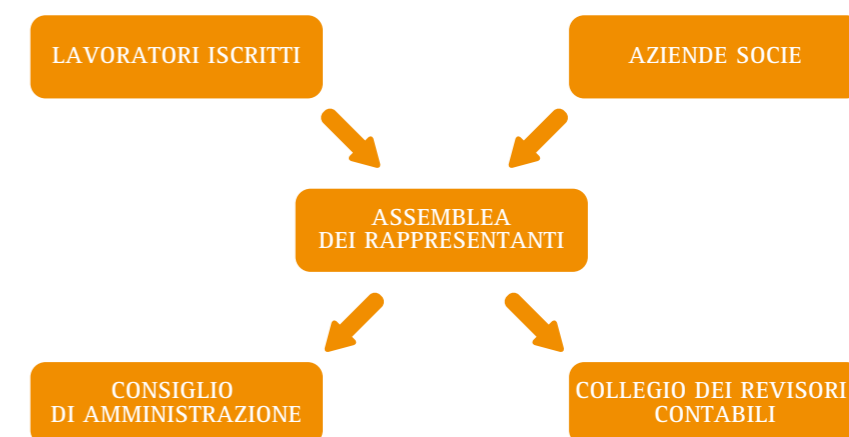 LAVORATORI ISCRITTI
AZIENDE SOCIE
ASSEMBLEA
DEI RAPPRESENTANTI
CONSIGLIO
DI AMMINISTRAZIONE
COLLEGIO DEI REVISORI
CONTABILI